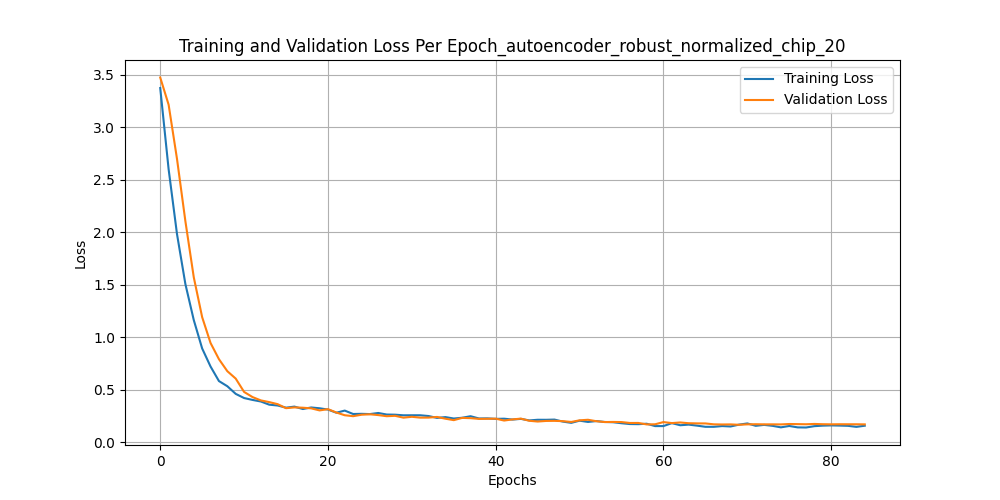 Training and Validation Loss Per Epoch_autoencoder_robust_normalized_chip_20
Training Loss
Validation Loss
Loss
3.5
3.0
2.5
2.0
1.5
1.0
0.5
0.0
0 20 40 60 80
Epochs